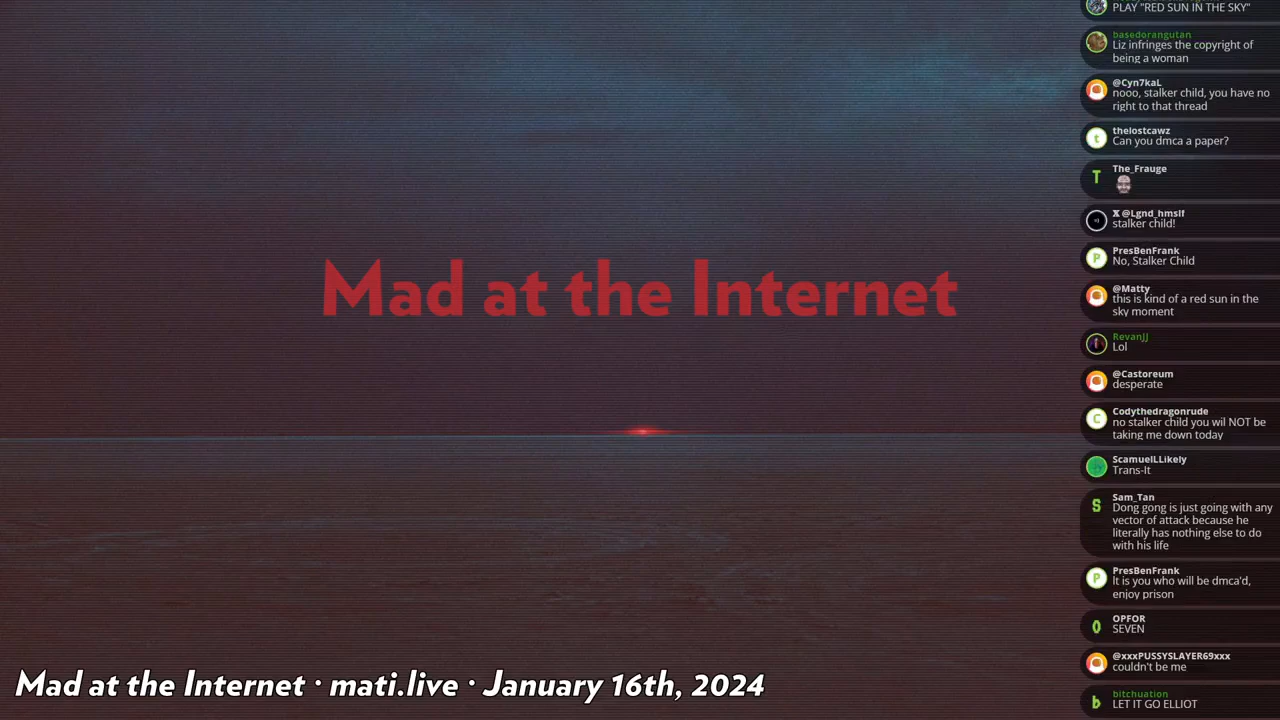 PLAY "RED SUN IN THE SKY"
basedorangutan
Liz infringes the copyright of
being a woman
@Cyn7kaL
nooo, stalker child, you have no
right to that thread
thelostcawz
Can you dmca a paper?
The_Frauge
𝕏 @Lgnd_hmslf
stalker child!
PresBenFrank
No, Stalker Child
@Matty
this is kind of a red sun in the
sky moment
RevanJJ
Lol
@Castoreum
desperate
Codythedragonrude
no stalker child you wil NOT be
taking me down today
ScamuelLLikely
Trans-It
Sam_Tan
Dong gong is just going with any
vector of attack because he
literally has nothing else to do
with his life
PresBenFrank
It is you who will be dmca'd,
enjoy prison
OPFOR
SEVEN
@xxxPUSSYSLAYER69xxx
couldn't be me
bitchuation
LET IT GO ELLIOT
Mad at the Internet
Mad at the Internet · mati.live · January 16th, 2024